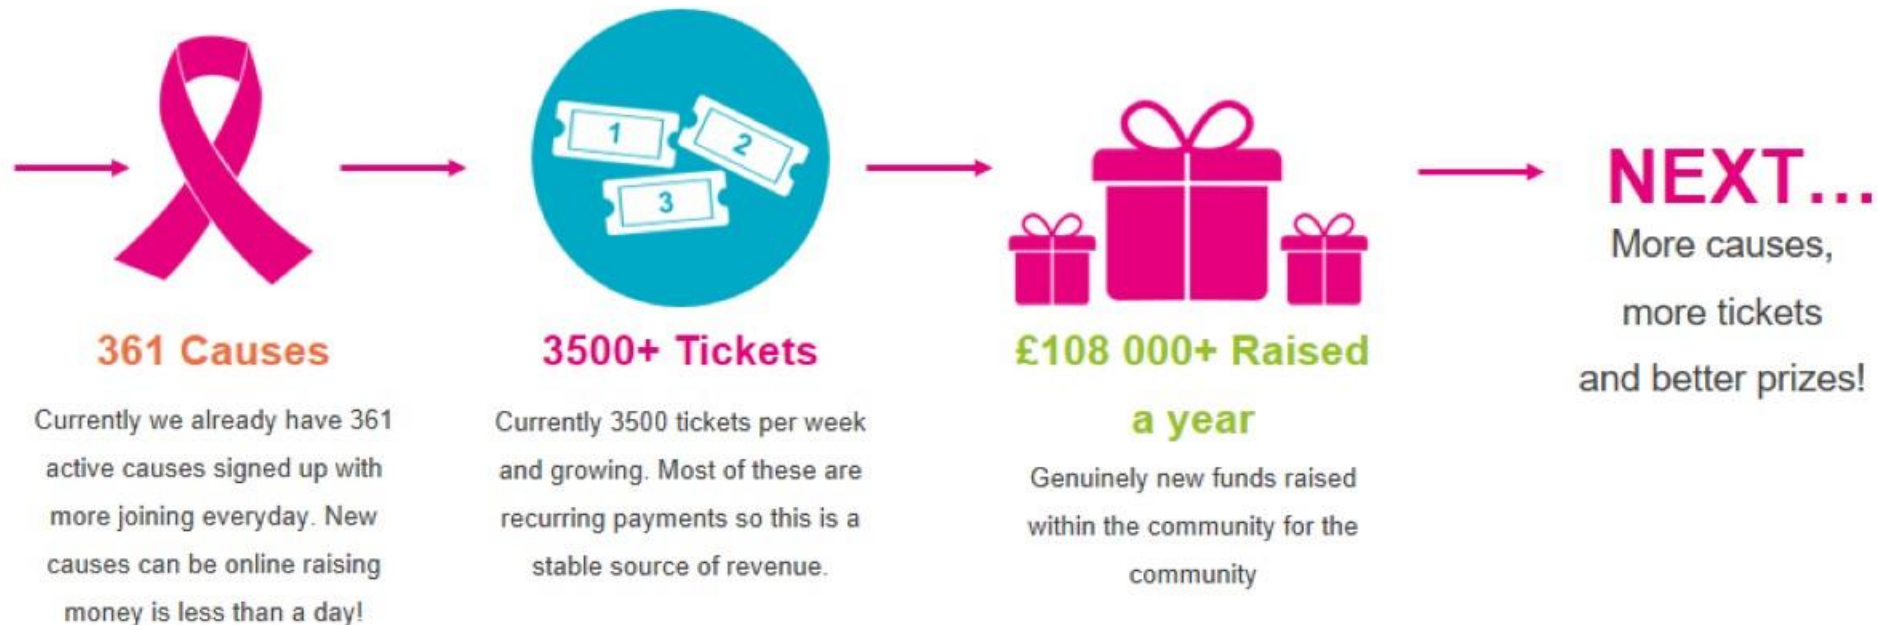 361 Causes
Currently we already have 361
active causes signed up with
more joining everyday. New
causes can be online raising
money is less than a day!
1
2
3
3500+ Tickets
Currently 3500 tickets per week
and growing. Most of these are
recurring payments so this is a
stable source of revenue.
£108 000+ Raised
a year
Genuinely new funds raised
within the community for the
community
NEXT...
More causes,
more tickets
and better prizes!